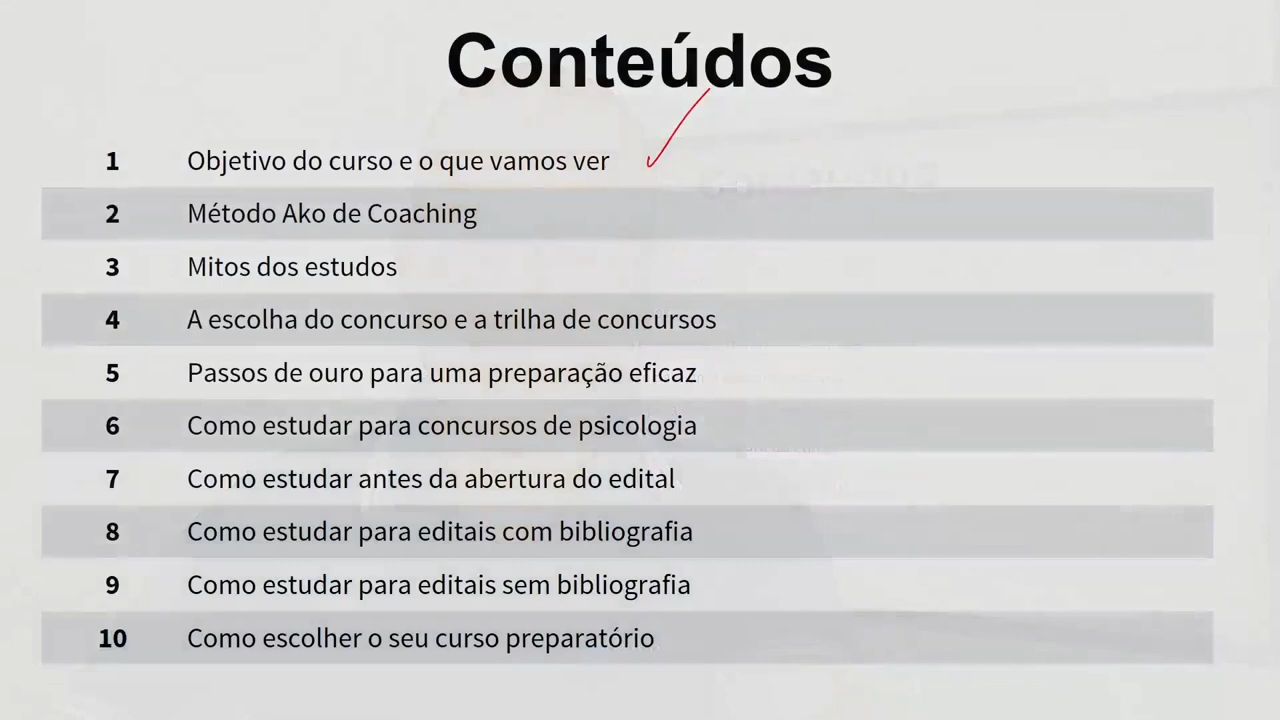 Conteúdos
1 Objetivo do curso e o que vamos ver
2 Método Ako de Coaching
3 Mitos dos estudos
4 A escolha do concurso e a trilha de concursos
5 Passos de ouro para uma preparação eficaz
6 Como estudar para concursos de psicologia
7 Como estudar antes da abertura do edital
8 Como estudar para editais com bibliografia
9 Como estudar para editais sem bibliografia
10 Como escolher o seu curso preparatório